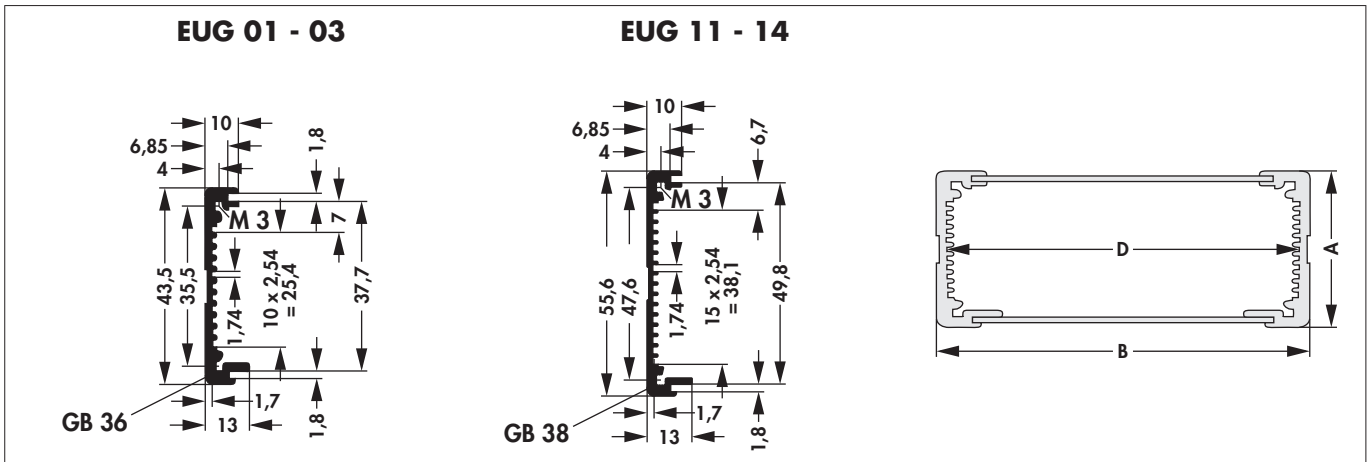 EUG 01 - 03
10
6,85
4
1,8
M 3
7
43,5
35,5
1,74
10 x 2,54
= 25,4
37,7
GB 36
1,7
13
1,8
EUG 11 - 14
10
6,85
4
6,7
M 3
55,6
47,6
1,74
15 x 2,54
= 38,1
49,8
GB 38
1,7
13
1,8
D
A
B